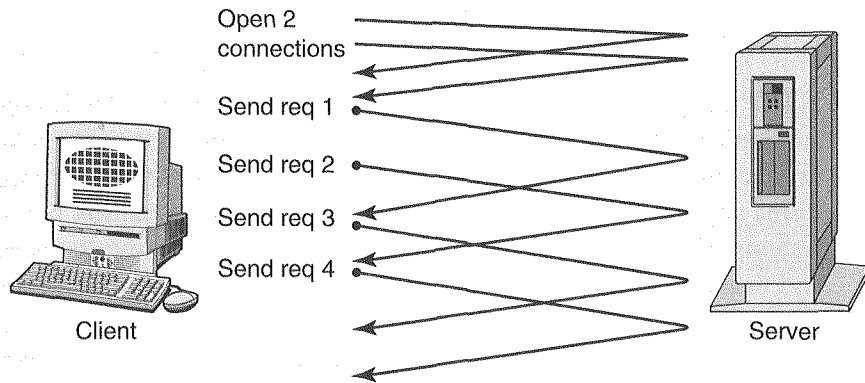 Open 2
connections
Send req 1
Send req 2
Send req 3
Send req 4
Client
Server